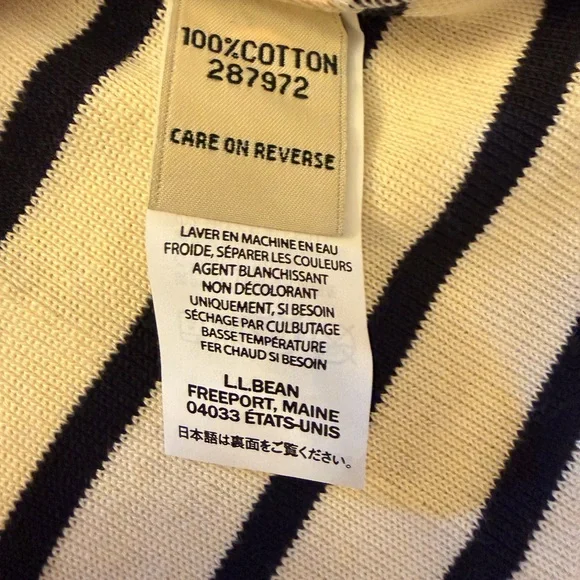 100%COTTON
287972
CARE ON REVERSE
LAVER EN MACHINE EN EAU
FROIDE, SÉPARER LES COULEURS
AGENT BLANCHISSANT
NON DÉCOLORANT
UNIQUEMENT, SI BESOIN
SÉCHAGE PAR CULBUTAGE
BASSE TEMPÉRATURE
FER CHAUD SI BESOIN
L.L.BEAN
FREEPORT, MAINE
04033 ÉTATS-UNIS
日本語は裏面をご覧ください。